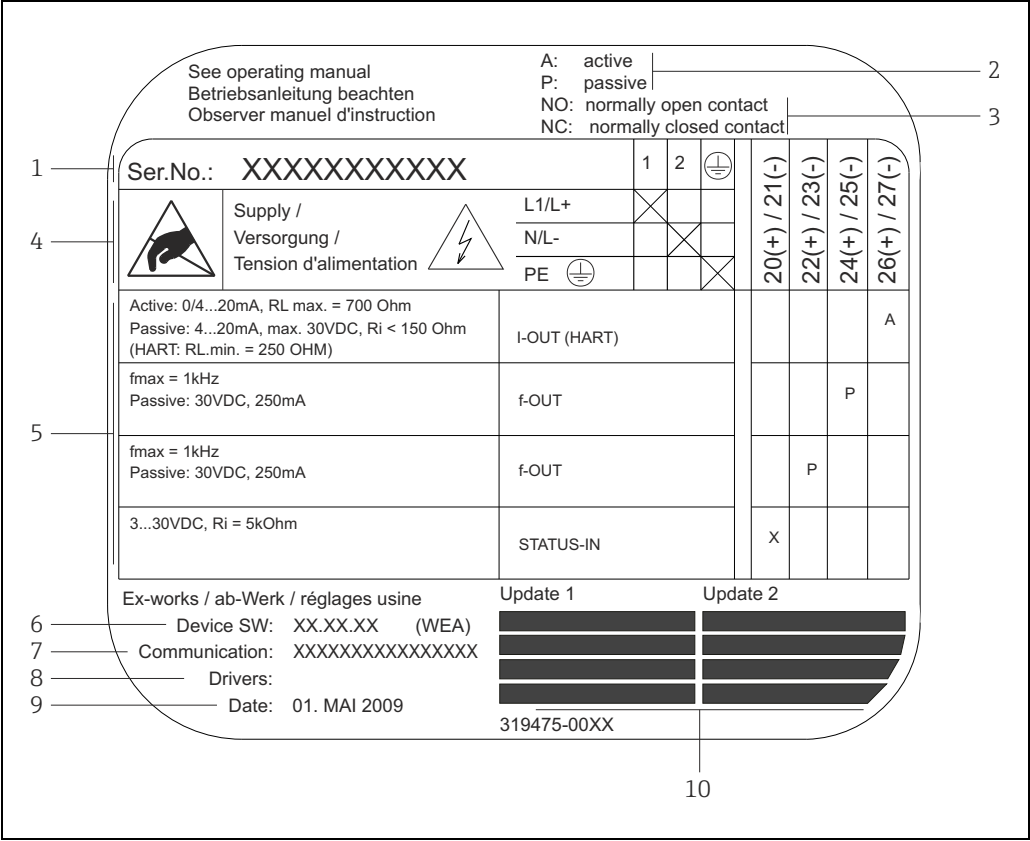 See operating manual
Betriebsanleitung beachten
Observer manuel d'instruction
A: active
P: passive
NO: normally open contact
NC: normally closed contact
2
3
1
Ser.No.: XXXXXXXXXXX
1 2
20(+) / 21(-)
22(+) / 23(-)
24(+) / 25(-)
26(+) / 27(-)
4
Supply /
Versorgung /
Tension d'alimentation
L1/L+
N/L-
PE
5
Active: 0/4...20mA, RL max. = 700 Ohm
Passive: 4...20mA, max. 30VDC, Ri < 150 Ohm
(HART: RL.min. = 250 OHM)
I-OUT (HART)
A
fmax = 1kHz
Passive: 30VDC, 250mA
f-OUT
P
fmax = 1kHz
Passive: 30VDC, 250mA
f-OUT
P
3...30VDC, Ri = 5kOhm
STATUS-IN
X
Ex-works / ab-Werk / réglages usine
6
Device SW: XX.XX.XX (WEA)
7
Communication: XXXXXXXXXXXXXXXX
8
Drivers:
9
Date: 01. MAI 2009
Update 1
Update 2
319475-00XX
10